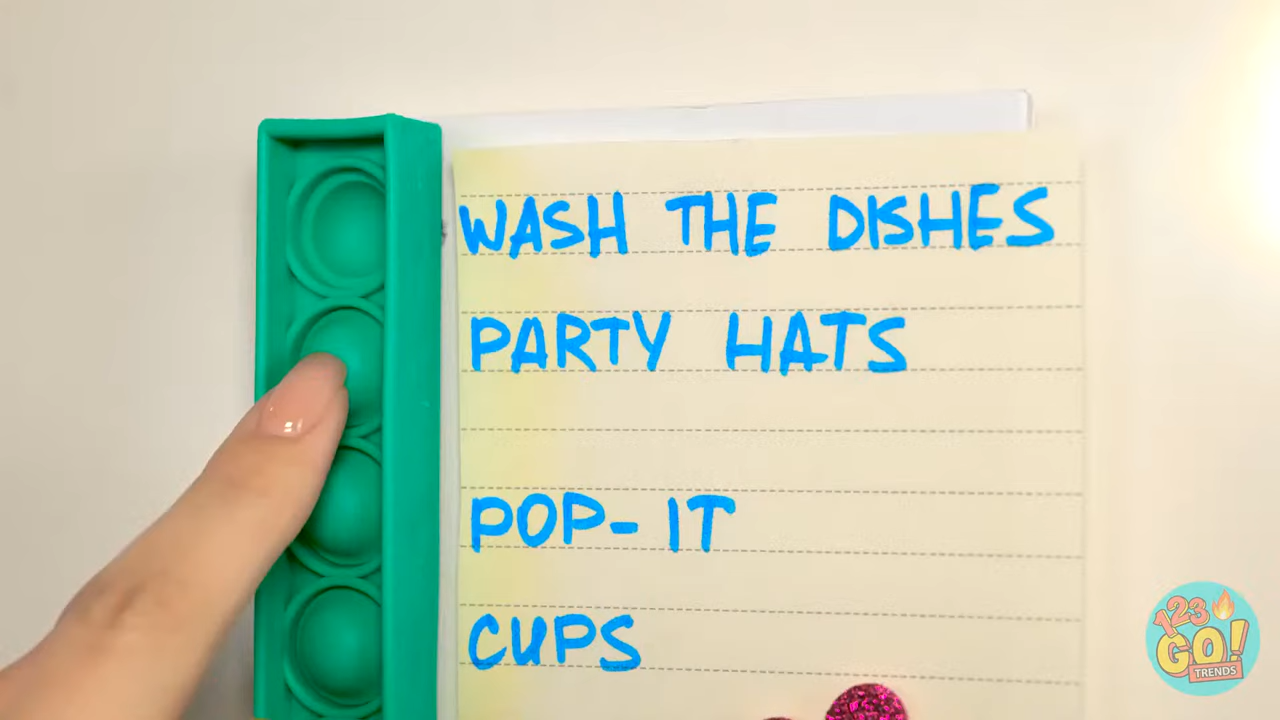 WASH THE DISHES
PARTY HATS
POP-IT
CUPS
123
GO!
TRENDS